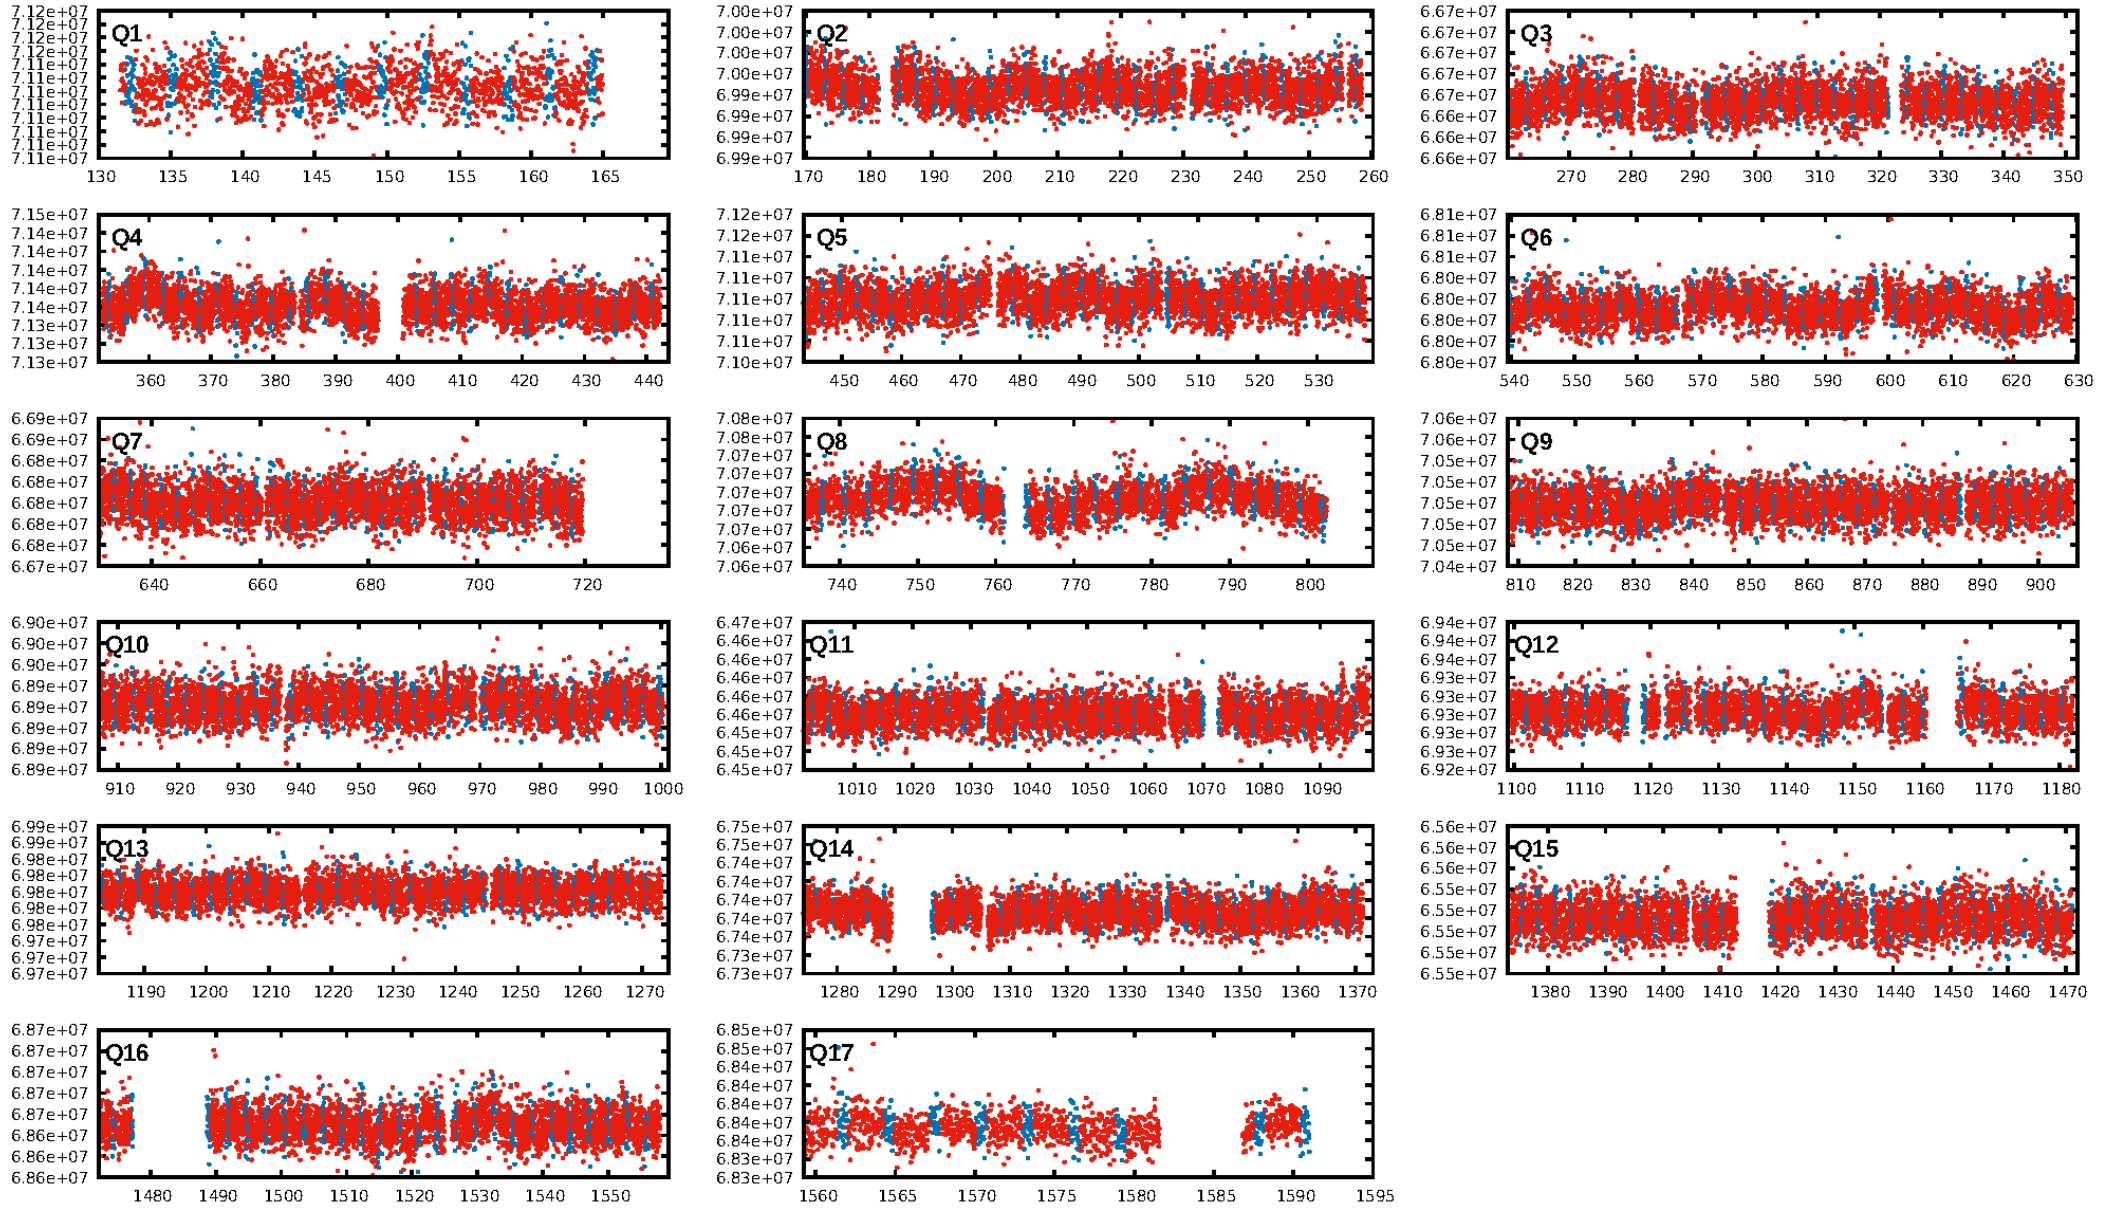 Q1
7.12e+07
7.12e+07
7.12e+07
7.12e+07
7.11e+07
7.11e+07
7.11e+07
7.11e+07
7.11e+07
7.11e+07
7.11e+07
7.11e+07
130 135 140 145 150 155 160 165
Q2
7.00e+07
7.00e+07
7.00e+07
7.00e+07
6.99e+07
6.99e+07
6.99e+07
6.99e+07
170 180 190 200 210 220 230 240 250 260
Q3
6.67e+07
6.67e+07
6.67e+07
6.67e+07
6.67e+07
6.66e+07
6.66e+07
6.66e+07
270 280 290 300 310 320 330 340 350
Q4
7.15e+07
7.14e+07
7.14e+07
7.14e+07
7.14e+07
7.14e+07
7.13e+07
7.13e+07
7.13e+07
360 370 380 390 400 410 420 430 440
Q5
7.12e+07
7.12e+07
7.11e+07
7.11e+07
7.11e+07
7.11e+07
7.11e+07
7.10e+07
450 460 470 480 490 500 510 520 530
Q6
6.81e+07
6.81e+07
6.81e+07
6.80e+07
6.80e+07
6.80e+07
6.80e+07
6.80e+07
540 550 560 570 580 590 600 610 620 630
Q7
6.69e+07
6.69e+07
6.68e+07
6.68e+07
6.68e+07
6.68e+07
6.68e+07
6.67e+07
640 660 680 700 720
Q8
7.08e+07
7.08e+07
7.07e+07
7.07e+07
7.07e+07
7.07e+07
7.07e+07
7.06e+07
7.06e+07
740 750 760 770 780 790 800
Q9
7.06e+07
7.06e+07
7.05e+07
7.05e+07
7.05e+07
7.05e+07
7.05e+07
7.04e+07
810 820 830 840 850 860 870 880 890 900
Q10
6.90e+07
6.90e+07
6.90e+07
6.89e+07
6.89e+07
6.89e+07
6.89e+07
6.89e+07
910 920 930 940 950 960 970 980 990 1000
Q11
6.47e+07
6.46e+07
6.46e+07
6.46e+07
6.46e+07
6.46e+07
6.45e+07
6.45e+07
6.45e+07
1010 1020 1030 1040 1050 1060 1070 1080 1090
Q12
6.94e+07
6.94e+07
6.94e+07
6.93e+07
6.93e+07
6.93e+07
6.93e+07
6.93e+07
6.92e+07
1100 1110 1120 1130 1140 1150 1160 1170 1180
Q13
6.99e+07
6.99e+07
6.98e+07
6.98e+07
6.98e+07
6.98e+07
6.98e+07
6.97e+07
6.97e+07
6.97e+07
1190 1200 1210 1220 1230 1240 1250 1260 1270
Q14
6.75e+07
6.75e+07
6.74e+07
6.74e+07
6.74e+07
6.74e+07
6.74e+07
6.73e+07
6.73e+07
1280 1290 1300 1310 1320 1330 1340 1350 1360 1370
Q15
6.56e+07
6.56e+07
6.56e+07
6.55e+07
6.55e+07
6.55e+07
6.55e+07
6.55e+07
1380 1390 1400 1410 1420 1430 1440 1450 1460 1470
Q16
6.87e+07
6.87e+07
6.87e+07
6.87e+07
6.87e+07
6.86e+07
6.86e+07
6.86e+07
1480 1490 1500 1510 1520 1530 1540 1550
Q17
6.85e+07
6.85e+07
6.84e+07
6.84e+07
6.84e+07
6.84e+07
6.84e+07
6.83e+07
6.83e+07
1560 1565 1570 1575 1580 1585 1590 1595